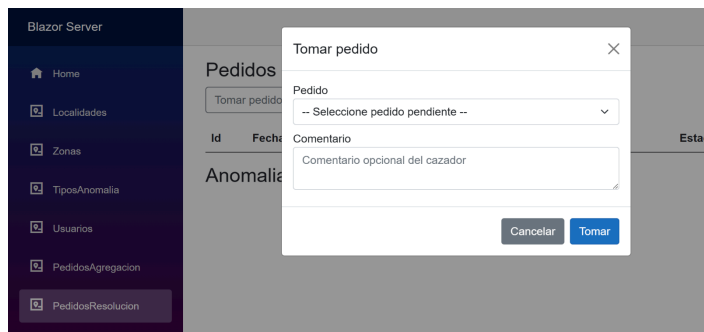 Blazor Server
Home
Localidades
Zonas
TiposAnomalia
Usuarios
PedidosAgregacion
PedidosResolucion
Pedidos
Tomar pedido
Id Fecha Esta
Anomalia
Tomar pedido
Pedido
-- Seleccione pedido pendiente --
Comentario
Comentario opcional del cazador
Cancelar Tomar